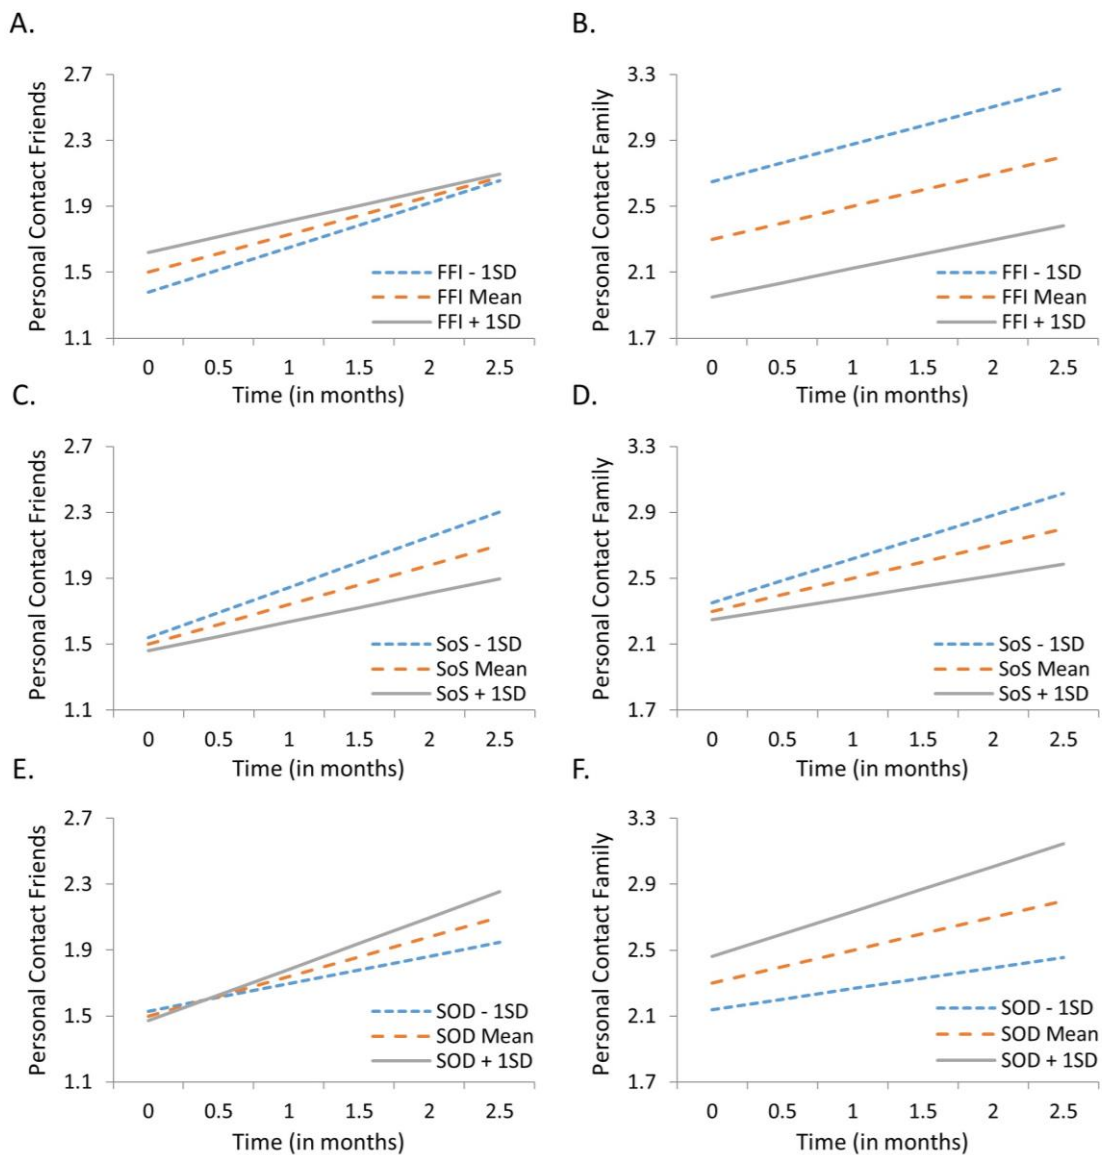 A.
Personal Contact Friends
2.7
2.3
1.9
1.5
1.1
FFI - 1SD
FFI Mean
FFI + 1SD
0 0.5 1 1.5 2 2.5
Time (in months)
B.
Personal Contact Family
3.3
2.9
2.5
2.1
1.7
FFI - 1SD
FFI Mean
FFI + 1SD
0 0.5 1 1.5 2 2.5
Time (in months)
C.
Personal Contact Friends
2.7
2.3
1.9
1.5
1.1
SoS - 1SD
SoS Mean
SoS + 1SD
0 0.5 1 1.5 2 2.5
Time (in months)
D.
Personal Contact Family
3.3
2.9
2.5
2.1
1.7
SoS - 1SD
SoS Mean
SoS + 1SD
0 0.5 1 1.5 2 2.5
Time (in months)
E.
Personal Contact Friends
2.7
2.3
1.9
1.5
1.1
SOD - 1SD
SOD Mean
SOD + 1SD
0 0.5 1 1.5 2 2.5
Time (in months)
F.
Personal Contact Family
3.3
2.9
2.5
2.1
1.7
SOD - 1SD
SOD Mean
SOD + 1SD
0 0.5 1 1.5 2 2.5
Time (in months)